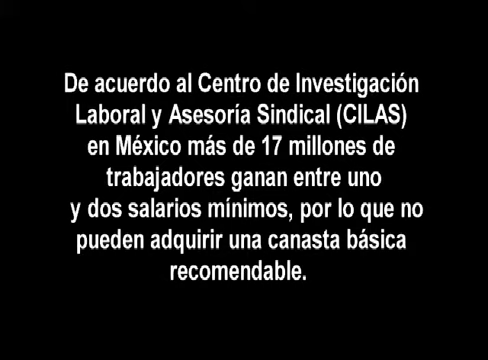 De acuerdo al Centro de Investigación
Laboral y Asesoría Sindical (CILAS)
en México más de 17 millones de
trabajadores ganan entre uno
y dos salarios mínimos, por lo que no
pueden adquirir una canasta básica
recomendable.